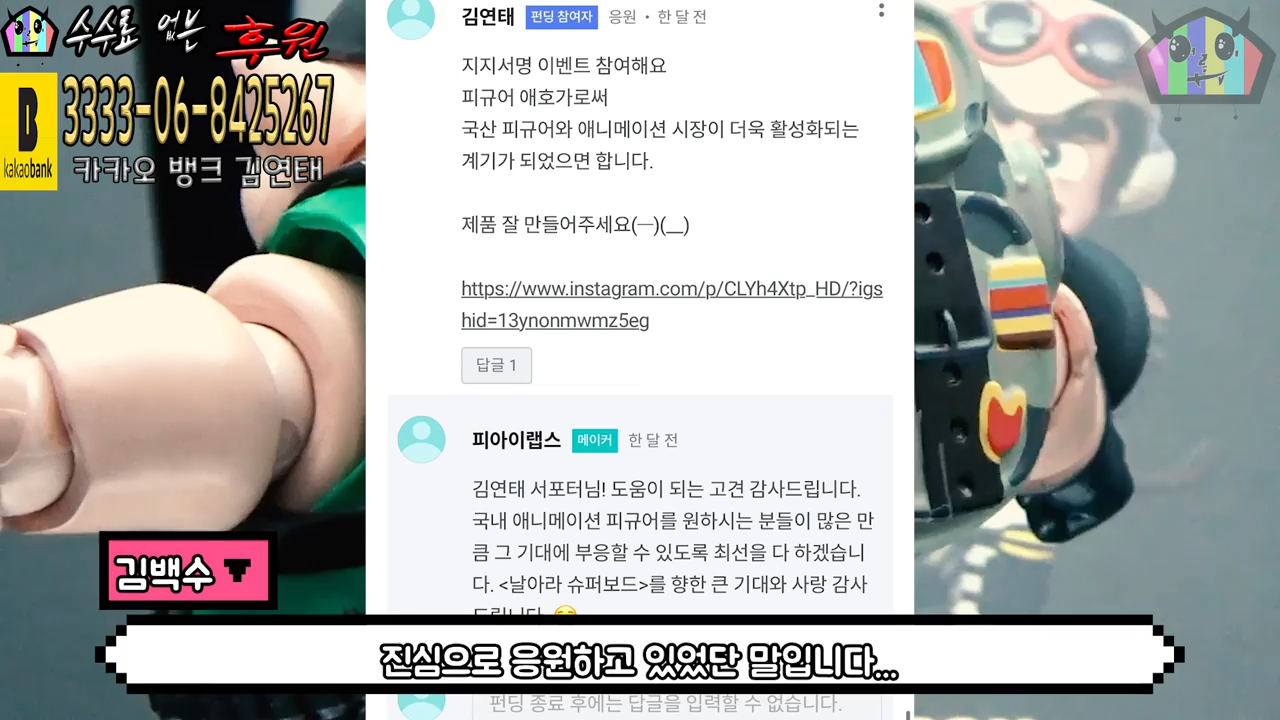 수수료 없는 후원
B
kakaobank
3333-06-8425267
카카오 뱅크 김연태
김연태 펀딩 참여자 응원 • 한 달 전
지지서명 이벤트 참여해요
피규어 애호가로써
국산 피규어와 애니메이션 시장이 더욱 활성화되는
계기가 되었으면 합니다.
제품 잘 만들어주세요(ㅡ)(__)
https://www.instagram.com/p/CLYh4Xtp_HD/?igs
hid=13ynonmwmz5eg
답글 1
피아이랩스 메이커 한 달 전
김연태 서포터님! 도움이 되는 고견 감사드립니다.
국내 애니메이션 피규어를 원하시는 분들이 많은 만
큼 그 기대에 부응할 수 있도록 최선을 다 하겠습니
다. <날아라 슈퍼보드>를 향한 큰 기대와 사랑 감사
드립니다.
김백수
진심으로 응원하고 있었단 말입니다...
펀딩 종료 후에는 답글을 입력할 수 없습니다.